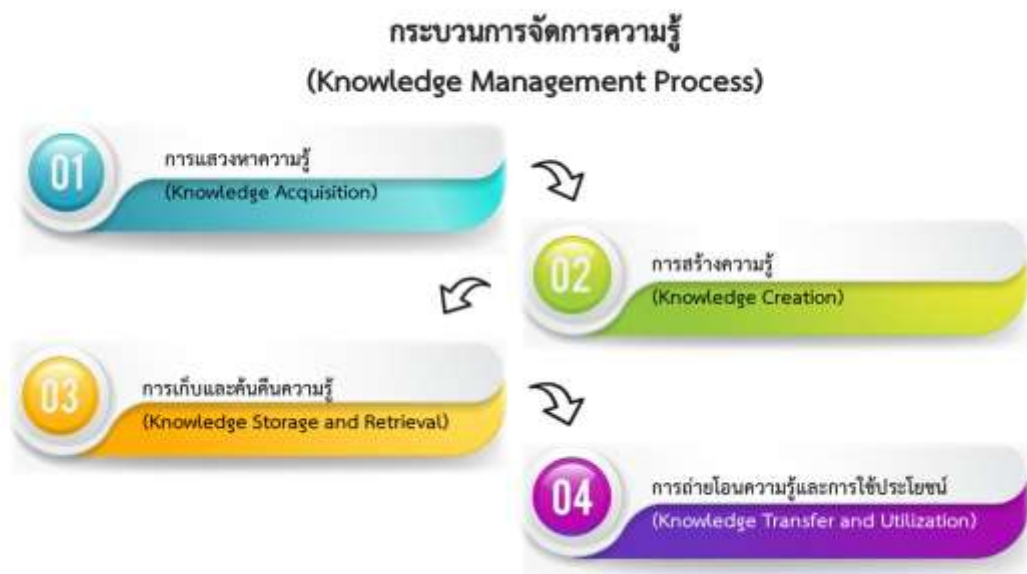 กระบวนการจัดการความรู้
(Knowledge Management Process)
01
การแสวงหาความรู้
(Knowledge Acquisition)
02
การสร้างความรู้
(Knowledge Creation)
03
การเก็บและค้นคืนความรู้
(Knowledge Storage and Retrieval)
04
การถ่ายโอนความรู้และการใช้ประโยชน์
(Knowledge Transfer and Utilization)